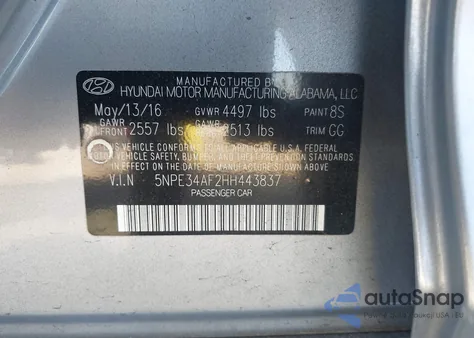 MANUFACTURED BY
HYUNDAI MOTOR MANUFACTURING ALABAMA, LLC
May/13/16 GVWR 4497 lbs PAINT 8S
GAWR
FRONT 2557 lbs 2513 lbs TRIM GG
THIS VEHICLE CONFORMS TO ALL APPLICABLE
U.S. FEDERAL MOTOR VEHICLE SAFETY, BUMPER,
AND THEFT PREVENTION STANDARDS IN EFFECT ON
THE DATE OF MANUFACTURE SHOWN ABOVE.
V.I.N 5NPE34AF2HH443837
PASSENGER CAR
autaSnap